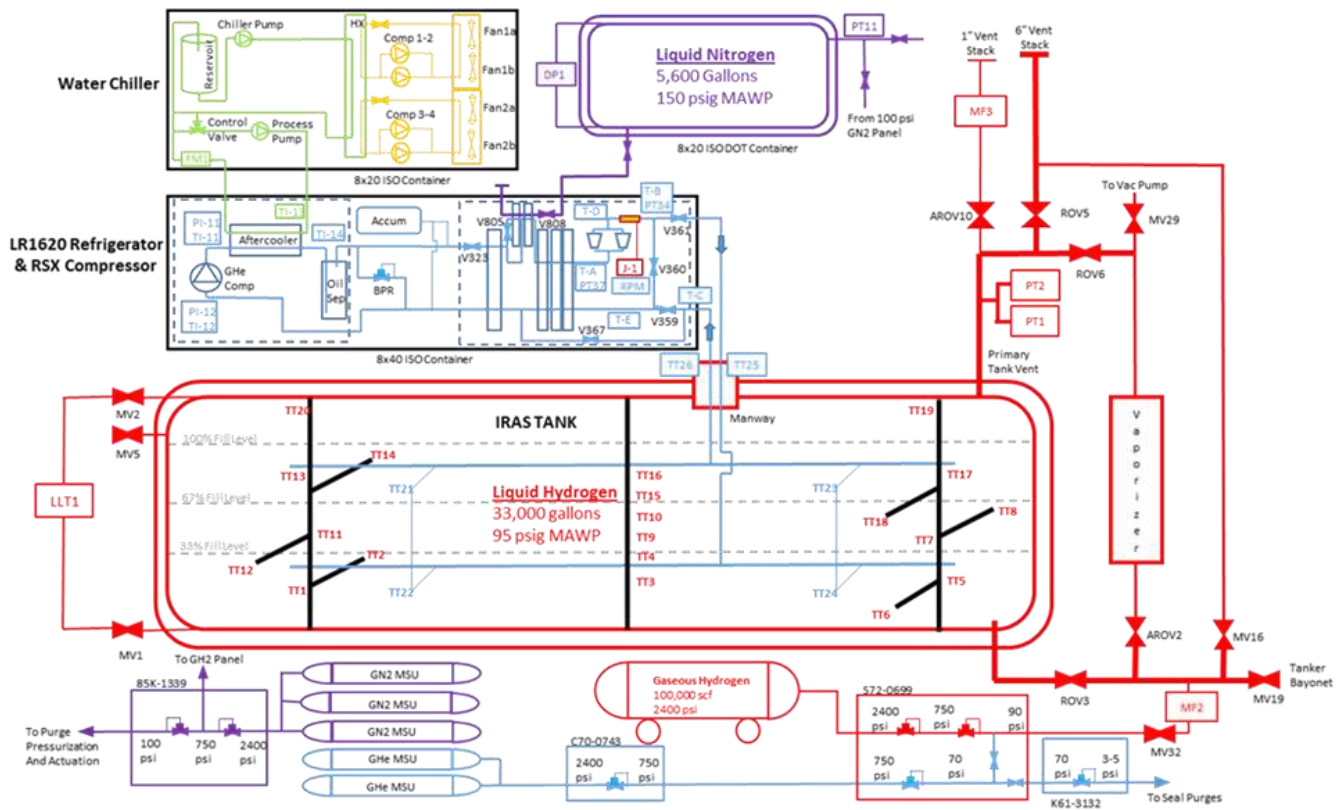 Water Chiller
Chiller Pump
Reservoir
HX
Comp 1-2
Fan1a
Fan1b
Comp 3-4
Fan2a
Fan2b
Control
Valve
Process
Pump
FM1
8x20 ISO Container
Liquid Nitrogen
5,600 Gallons
150 psig MAWP
DP1
PT11
From 100 psi
GN2 Panel
8x20 ISO DOT Container
1" Vent
Stack
6" Vent
Stack
MF3
To Vac Pump
AROV10
ROV5
MV29
ROV6
PT2
PT1
Primary
Tank Vent
LR1620 Refrigerator
& RSX Compressor
PI-11
TI-11
TI-13
Aftercooler
TI-14
GHe
Comp
Oil
Sep
PI-12
TI-12
Accum
BPR
V323
V805
V808
T-D
T-B
PT34
V361
T-A
PT37
J-1
RPM
V360
T-C
T-E
V359
V367
8x40 ISO Container
TT26
TT25
Manway
MV2
MV5
LLT1
MV1
IRAS TANK
100% Fill Level
67% Fill Level
33% Fill Level
Liquid Hydrogen
33,000 gallons
95 psig MAWP
TT20
TT19
TT14
TT13
TT21
TT16
TT15
TT10
TT9
TT4
TT3
TT23
TT17
TT18
TT8
TT7
TT11
TT2
TT12
TT1
TT22
TT24
TT5
TT6
Vaporizer
AROV2
MV16
Tanker
Bayonet
ROV3
MF2
MV19
MV32
To GH2 Panel
85K-1339
To Purge
Pressurization
And Actuation
100
psi
750
psi
2400
psi
GN2 MSU
GN2 MSU
GN2 MSU
GHe MSU
GHe MSU
C70-0743
2400
psi
750
psi
Gaseous Hydrogen
100,000 scf
2400 psi
S72-0699
2400
psi
750
psi
90
psi
750
psi
70
psi
70
psi
3-5
psi
K61-3132
To Seal Purges